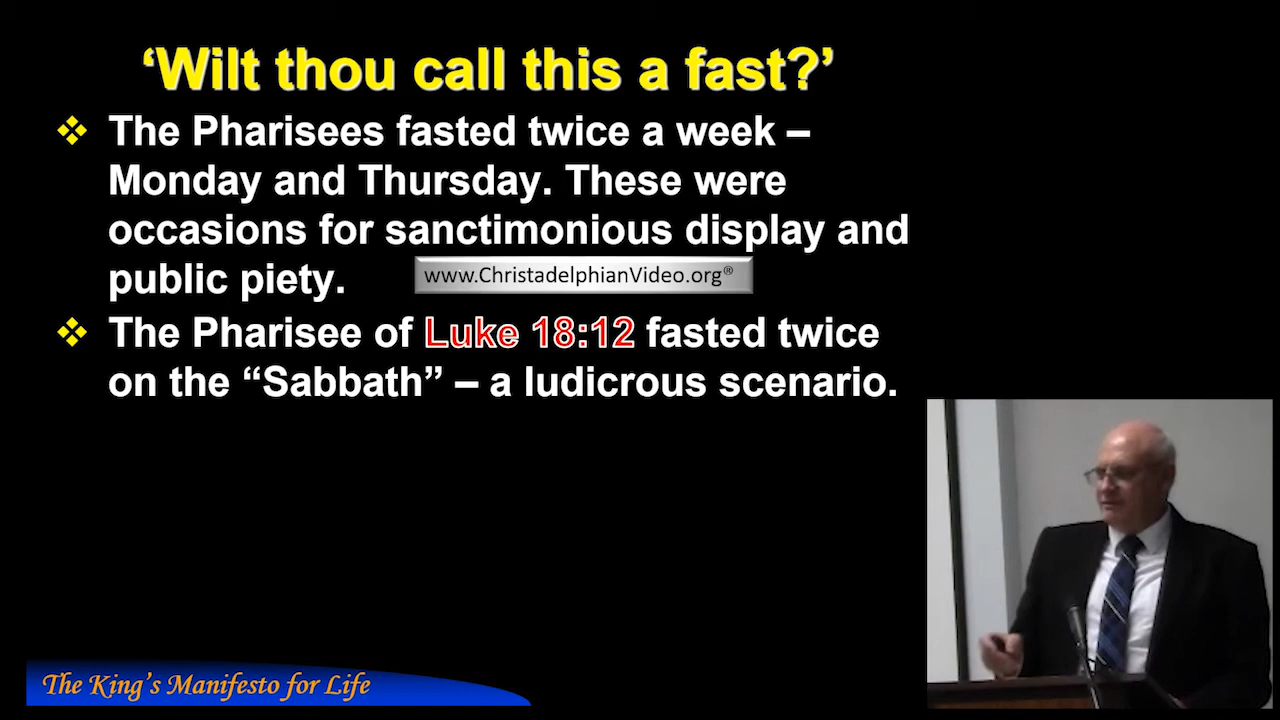 ‘Wilt thou call this a fast?’
❖ The Pharisees fasted twice a week –
Monday and Thursday. These were
occasions for sanctimonious display and
public piety.
www.ChristadelphianVideo.org®
❖ The Pharisee of Luke 18:12 fasted twice
on the “Sabbath” – a ludicrous scenario.
The King’s Manifesto for Life